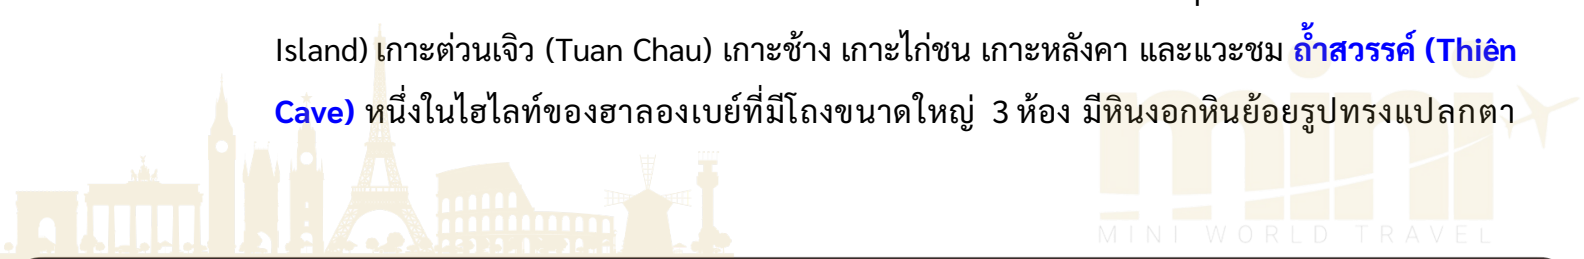 Island) เกาะต่วนเจิว (Tuan Chau) เกาะช้าง เกาะไก่ชน เกาะหลังคา และแวะชม ถ้ำสวรรค์ (Thiên
Cave) หนึ่งในไฮไลท์ของฮาลองเบย์ที่มีโถงขนาดใหญ่ 3 ห้อง มีหินงอกหินย้อยรูปทรงแปลกตา
mini
MINI WORLD TRAVEL